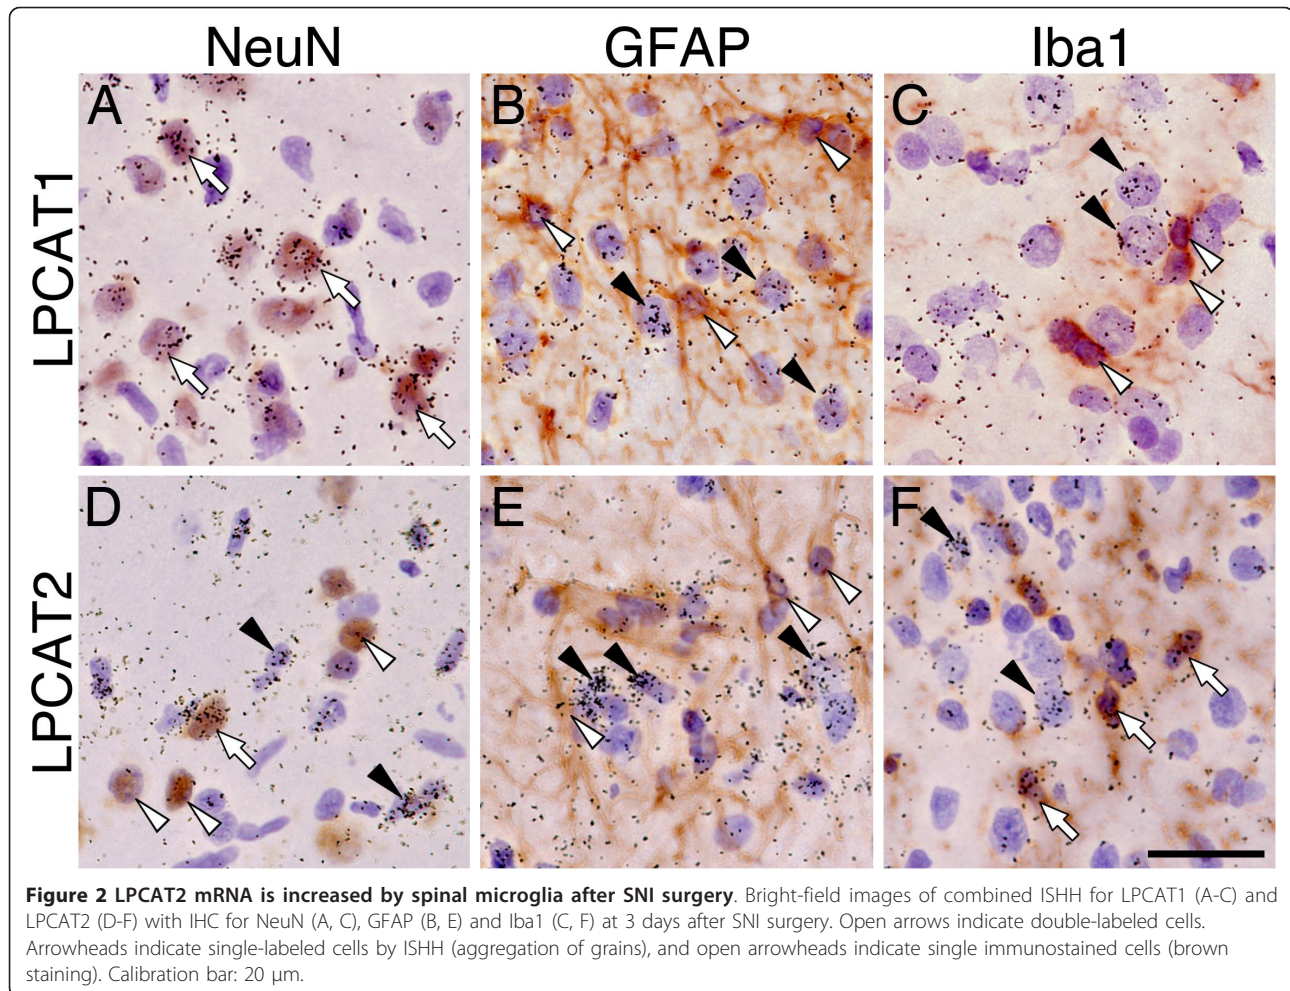 NeuN GFAP Iba1
LPCAT1
A B C
LPCAT2
D E F
Figure 2 LPCAT2 mRNA is increased by spinal microglia after SNI surgery. Bright-field images of combined ISHH for LPCAT1 (A-C) and
LPCAT2 (D-F) with IHC for NeuN (A, C), GFAP (B, E) and Iba1 (C, F) at 3 days after SNI surgery. Open arrows indicate double-labeled cells.
Arrowheads indicate single-labeled cells by ISHH (aggregation of grains), and open arrowheads indicate single immunostained cells (brown
staining). Calibration bar: 20 μm.